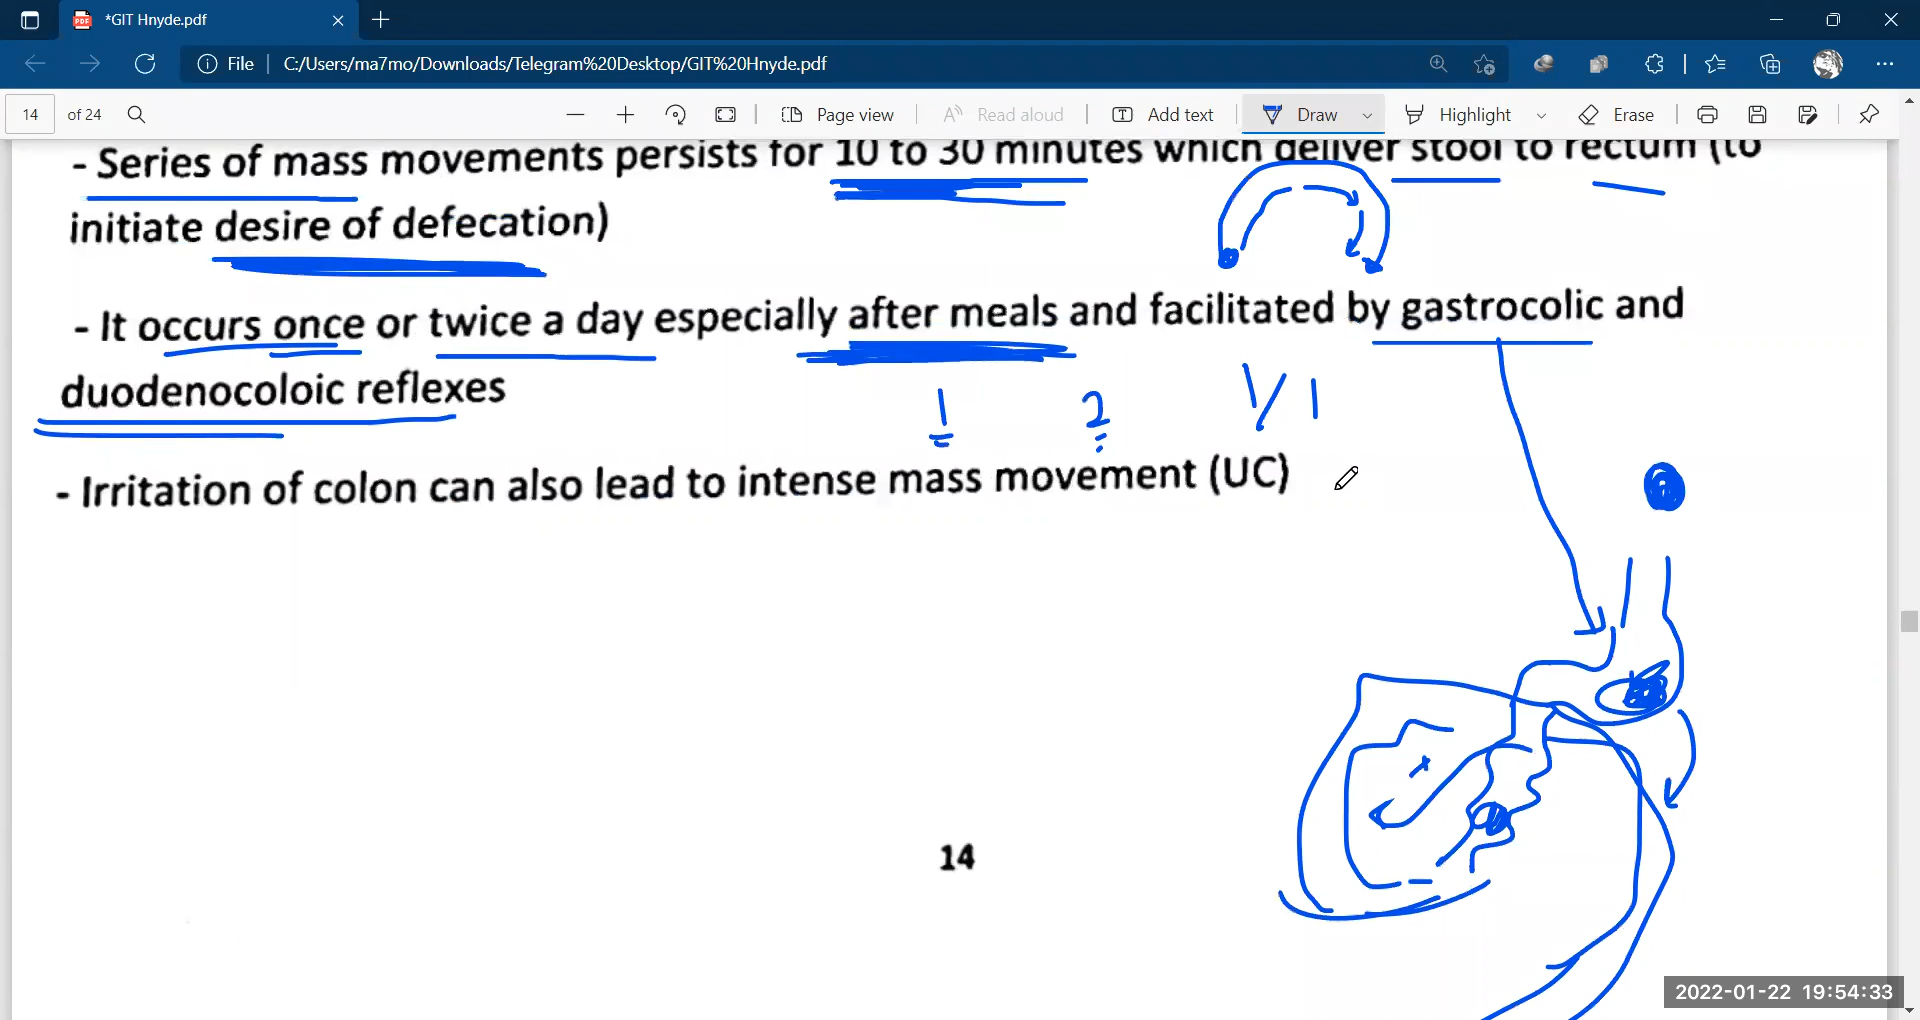 *GIT Hnyde.pdf
File C:/Users/ma7mo/Downloads/Telegram%20Desktop/GIT%20Hnyde.pdf
14 of 24 Page view Read aloud Add text Draw Highlight Erase
- Series of mass movements persists for 10 to 30 minutes which deliver stool to rectum (to
initiate desire of defecation)
- It occurs once or twice a day especially after meals and facilitated by gastrocolic and
duodenocoloic reflexes
1 2
- Irritation of colon can also lead to intense mass movement (UC)
14
2022-01-22 19:54:33